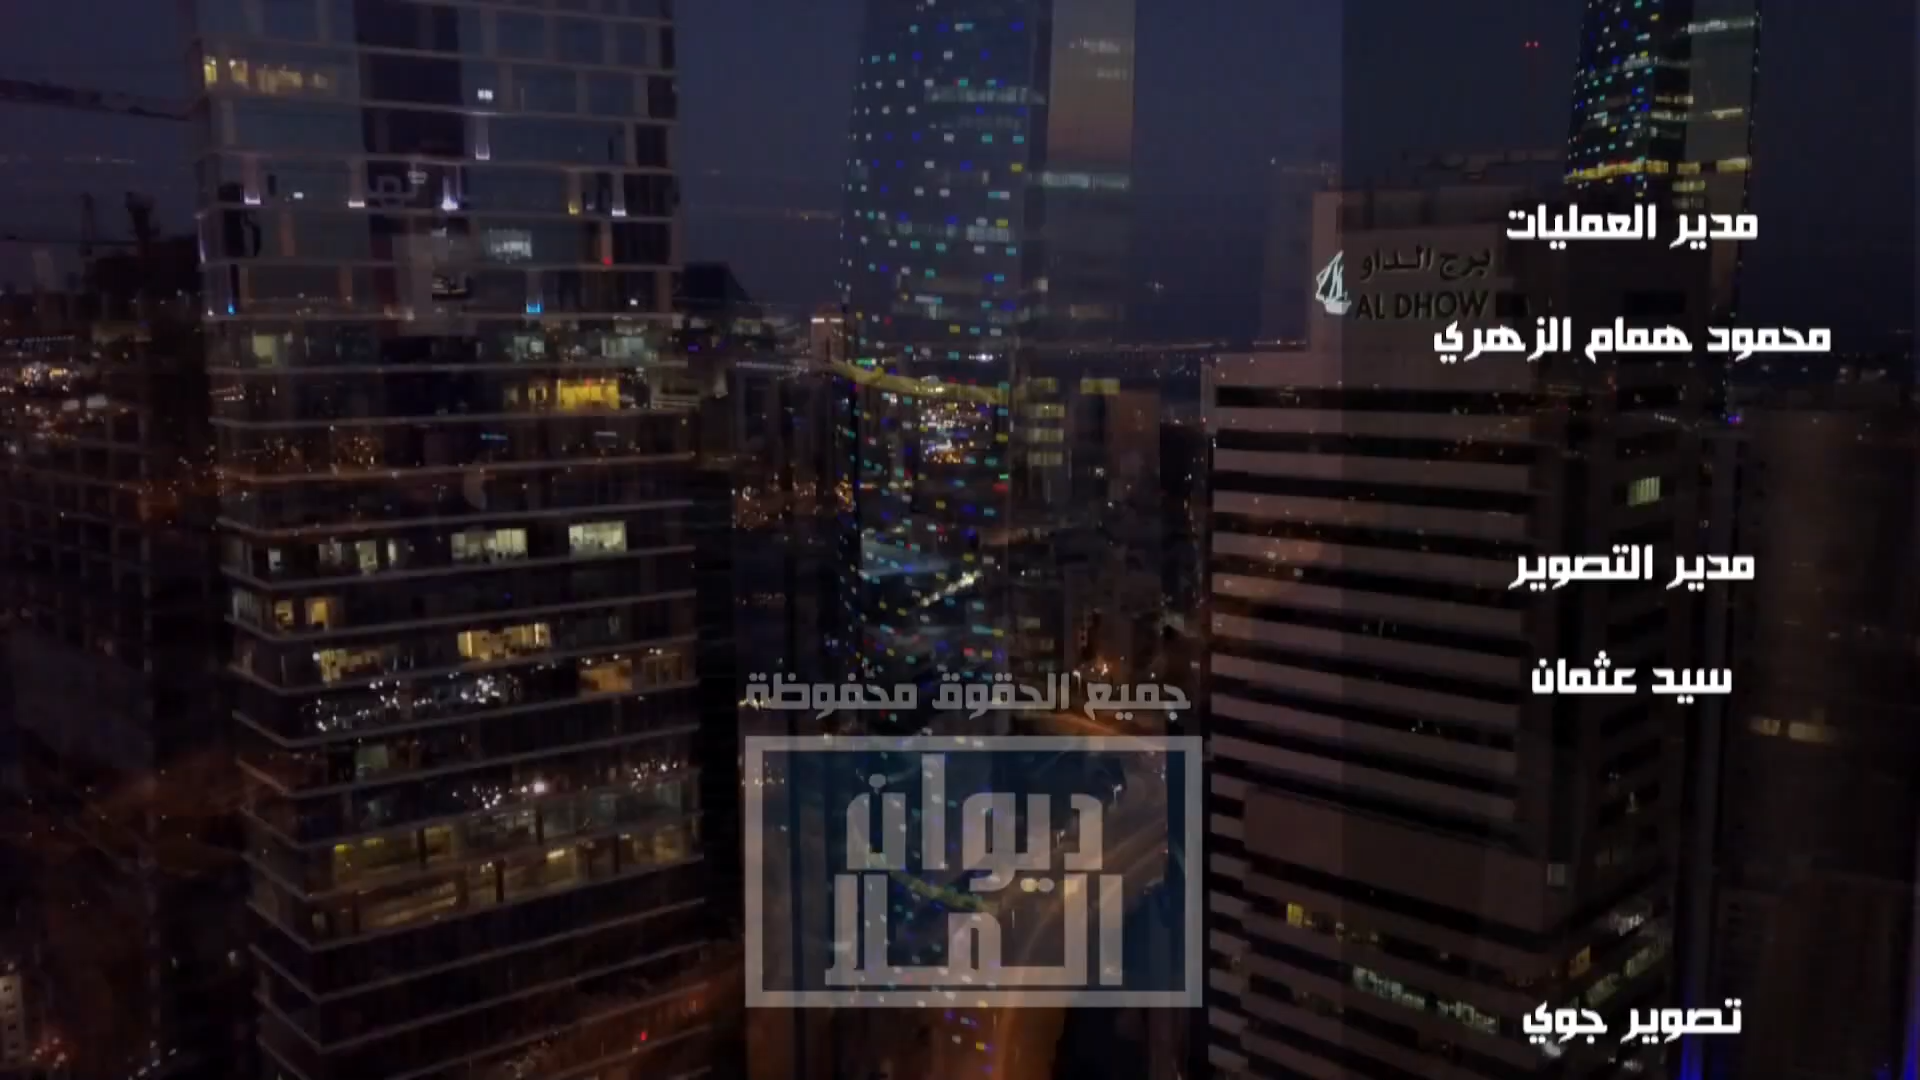 مدير العمليات
برج الداو
AL DHOW
محمود همام الزهري
مدير التصوير
سيد عثمان
جميع الحقوق محفوظة
ديوان
الملا
تصوير جوي